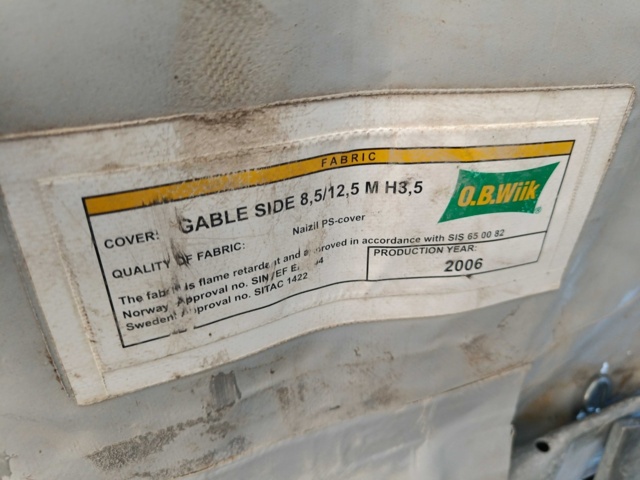 FABRIC
COVER: GABLE SIDE 8,5/12,5 M H3,5
O.B.Wiik
QUALITY OF FABRIC: Naizil PS-cover
The fabric is flame retardent and approved in accordance with SIS 65 00 82
Norway, Approval no.
Sweden, Approval no. SITAC 1422
PRODUCTION YEAR:
2006